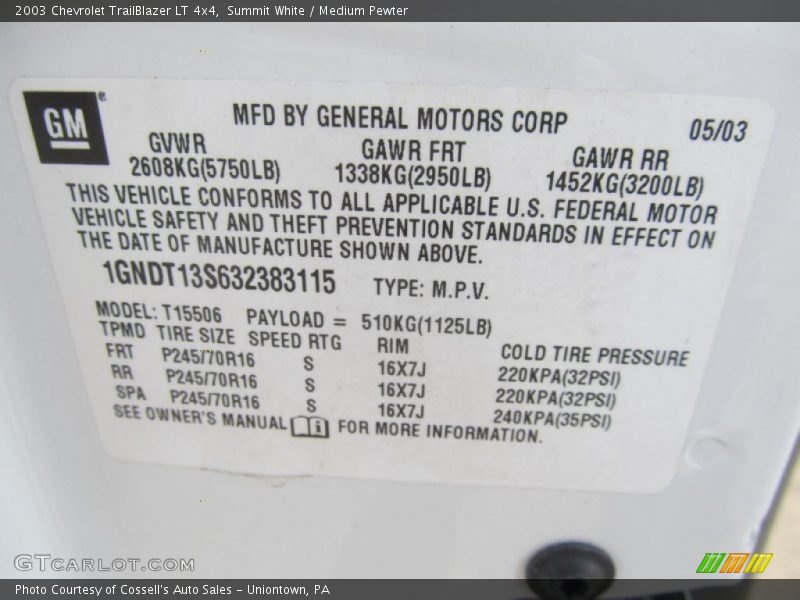 2003 Chevrolet TrailBlazer LT 4x4,  Summit White / Medium Pewter
GM®
MFD BY GENERAL MOTORS CORP
05/03
GVWR GAWR FRT GAWR RR
2608KG(5750LB) 1338KG(2950LB) 1452KG(3200LB)
THIS VEHICLE CONFORMS TO ALL APPLICABLE U.S. FEDERAL MOTOR
VEHICLE SAFETY AND THEFT PREVENTION STANDARDS IN EFFECT ON
THE DATE OF MANUFACTURE SHOWN ABOVE.
1GNDT13S632383115 TYPE: M.P.V.
MODEL: T15506 PAYLOAD = 510KG(1125LB)
TPMD TIRE SIZE SPEED RTG RIM COLD TIRE PRESSURE
FRT P245/70R16 S 16X7J 220KPA(32PSI)
RR P245/70R16 S 16X7J 220KPA(32PSI)
SPA P245/70R16 S 16X7J 240KPA(35PSI)
SEE OWNER'S MANUAL i FOR MORE INFORMATION.
GTCARLOT.COM
Photo Courtesy of Cossell's Auto Sales - Uniontown, PA